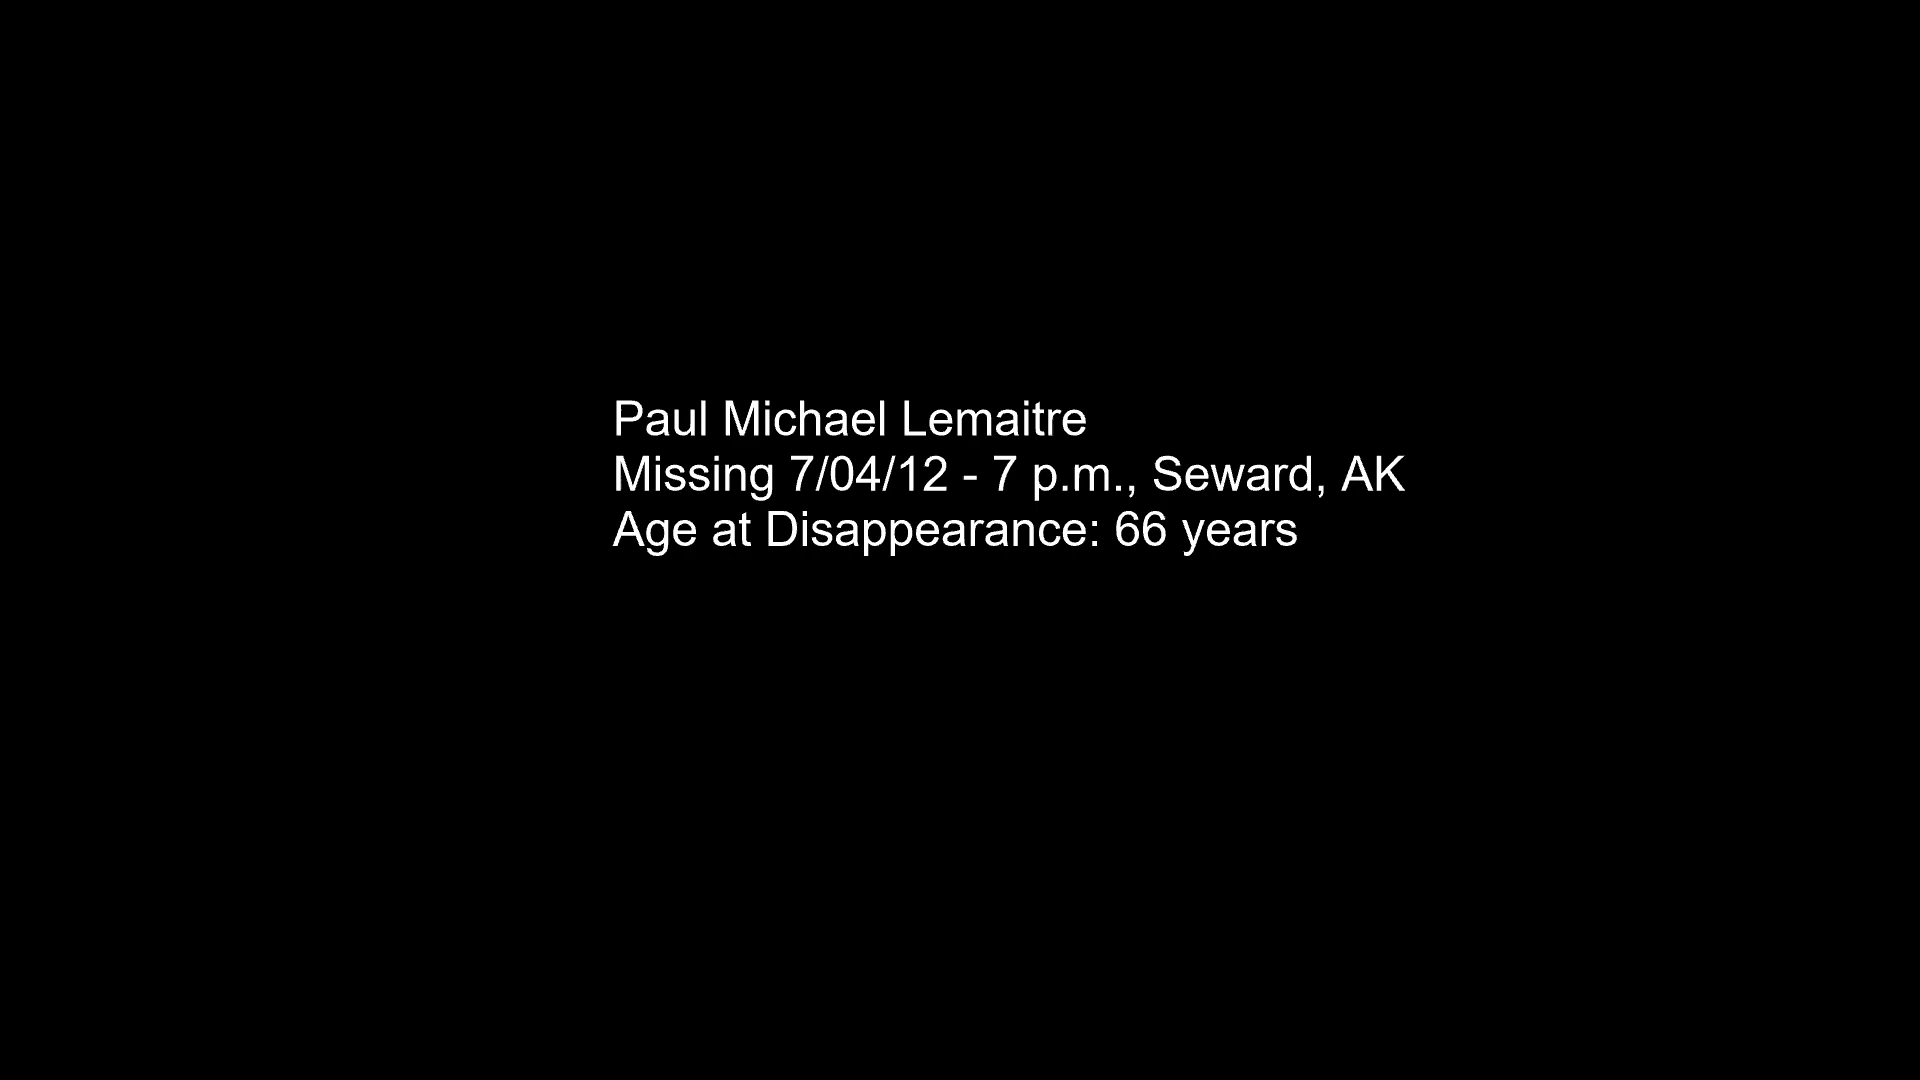 Paul Michael Lemaitre
Missing 7/04/12 - 7 p.m., Seward, AK
Age at Disappearance: 66 years